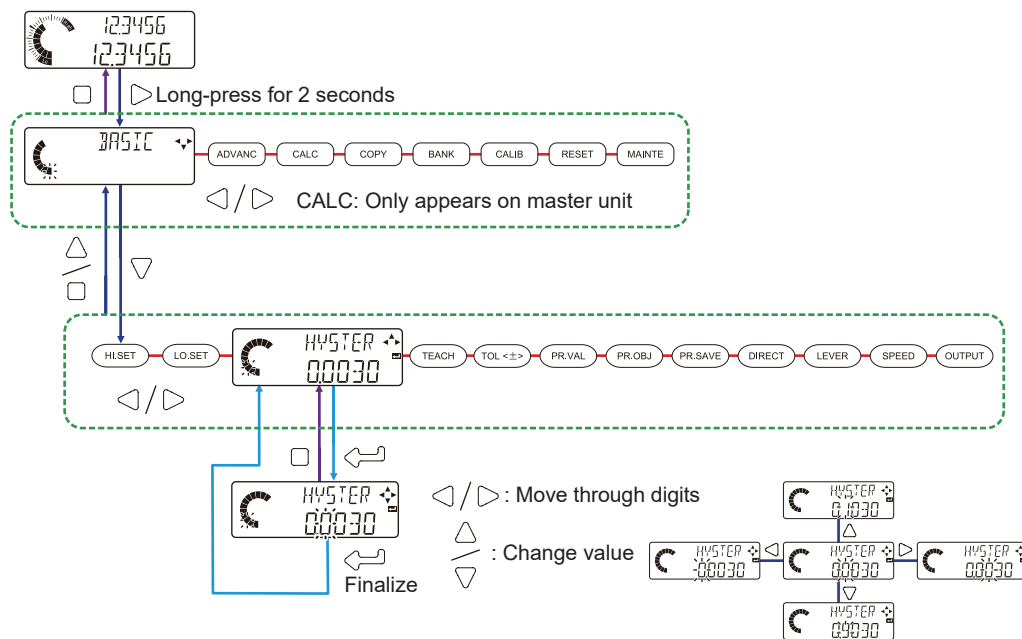 12.3456
12.3456
Long-press for 2 seconds
BASIC
ADVANC
CALC
COPY
BANK
CALIB
RESET
MAINTE
/
CALC: Only appears on master unit
HI.SET
LO.SET
HYSTER
0.0030
TEACH
TOL <±>
PR.VAL
PR.OBJ
PR.SAVE
DIRECT
LEVER
SPEED
OUTPUT
/
HYSTER
0.0030
/ : Move through digits
: Change value
Finalize
HYSTER
0.1030
HYSTER
-0.0030
HYSTER
0.0030
HYSTER
0.0030
HYSTER
0.9030